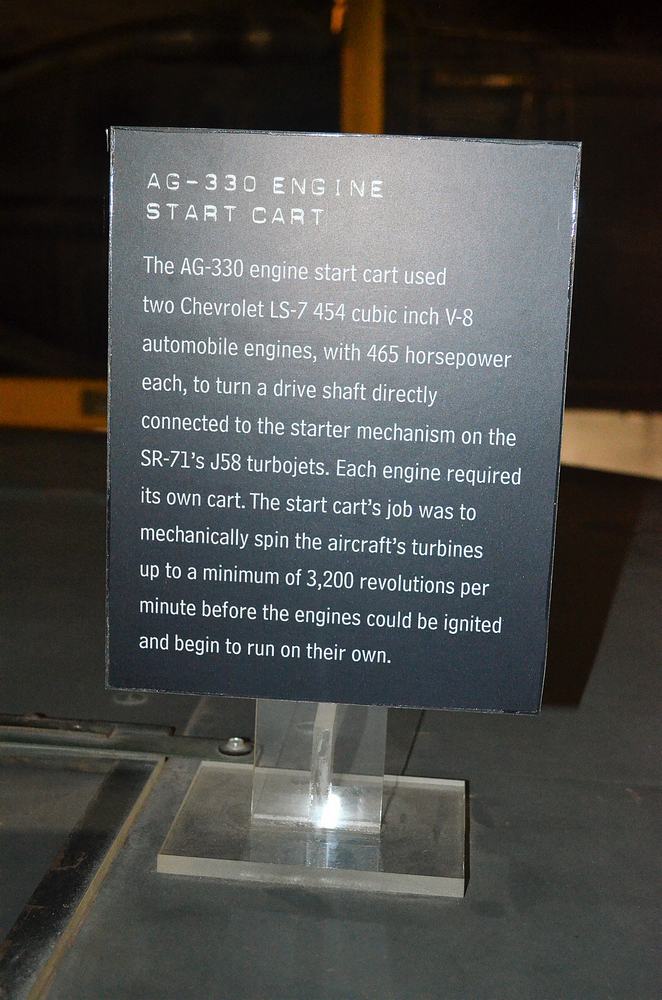 AG-330 ENGINE
START CART
The AG-330 engine start cart used
two Chevrolet LS-7 454 cubic inch V-8
automobile engines, with 465 horsepower
each, to turn a drive shaft directly
connected to the starter mechanism on the
SR-71's J58 turbojets. Each engine required
its own cart. The start cart's job was to
mechanically spin the aircraft's turbines
up to a minimum of 3,200 revolutions per
minute before the engines could be ignited
and begin to run on their own.